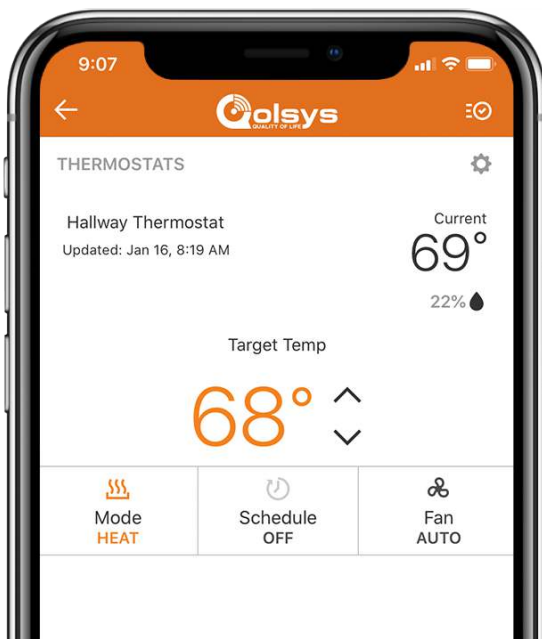 9:07
Qolsys
QUALITY OF LIFE
THERMOSTATS
Hallway Thermostat
Updated: Jan 16, 8:19 AM
Current
69°
22%
Target Temp
68°
Mode
HEAT
Schedule
OFF
Fan
AUTO